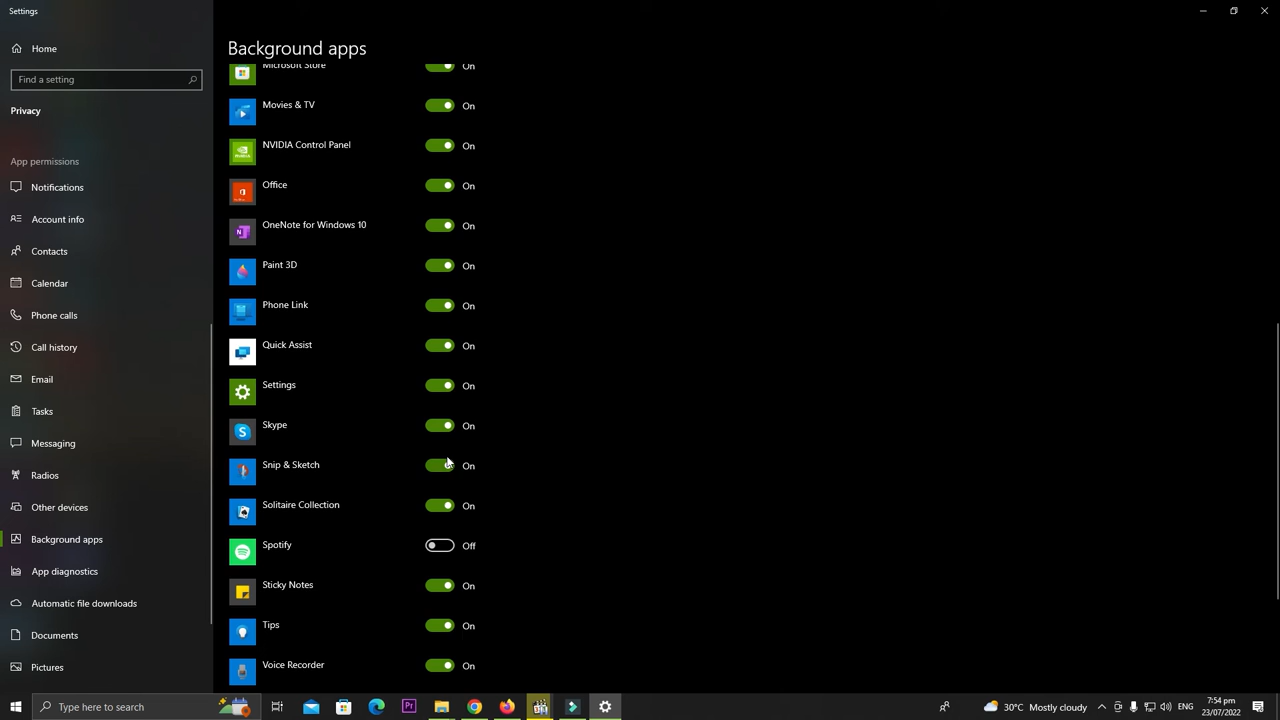 Settings
Home
Find a setting
Privacy
App permissions
Notifications
Account info
Contacts
Calendar
Phone calls
Call history
Email
Tasks
Messaging
Radios
Other devices
Background apps
App diagnostics
Automatic file downloads
Documents
Pictures
Background apps
Microsoft Store On
Movies & TV On
NVIDIA Control Panel On
Office On
OneNote for Windows 10 On
Paint 3D On
Phone Link On
Quick Assist On
Settings On
Skype On
Snip & Sketch On
Solitaire Collection On
Spotify Off
Sticky Notes On
Tips On
Voice Recorder On
Type here to search
Pr
30°C Mostly cloudy
ENG
7:54 pm
23/07/2022